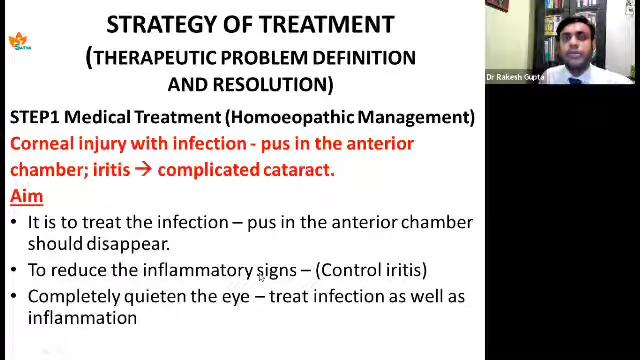 STRATEGY OF TREATMENT
(THERAPEUTIC PROBLEM DEFINITION
AND RESOLUTION)
STEP1 Medical Treatment (Homoeopathic Management)
Corneal injury with infection - pus in the anterior
chamber; iritis → complicated cataract.
Aim
• It is to treat the infection – pus in the anterior chamber
should disappear.
• To reduce the inflammatory signs – (Control iritis)
• Completely quieten the eye – treat infection as well as
inflammation
Dr Rakesh Gupta